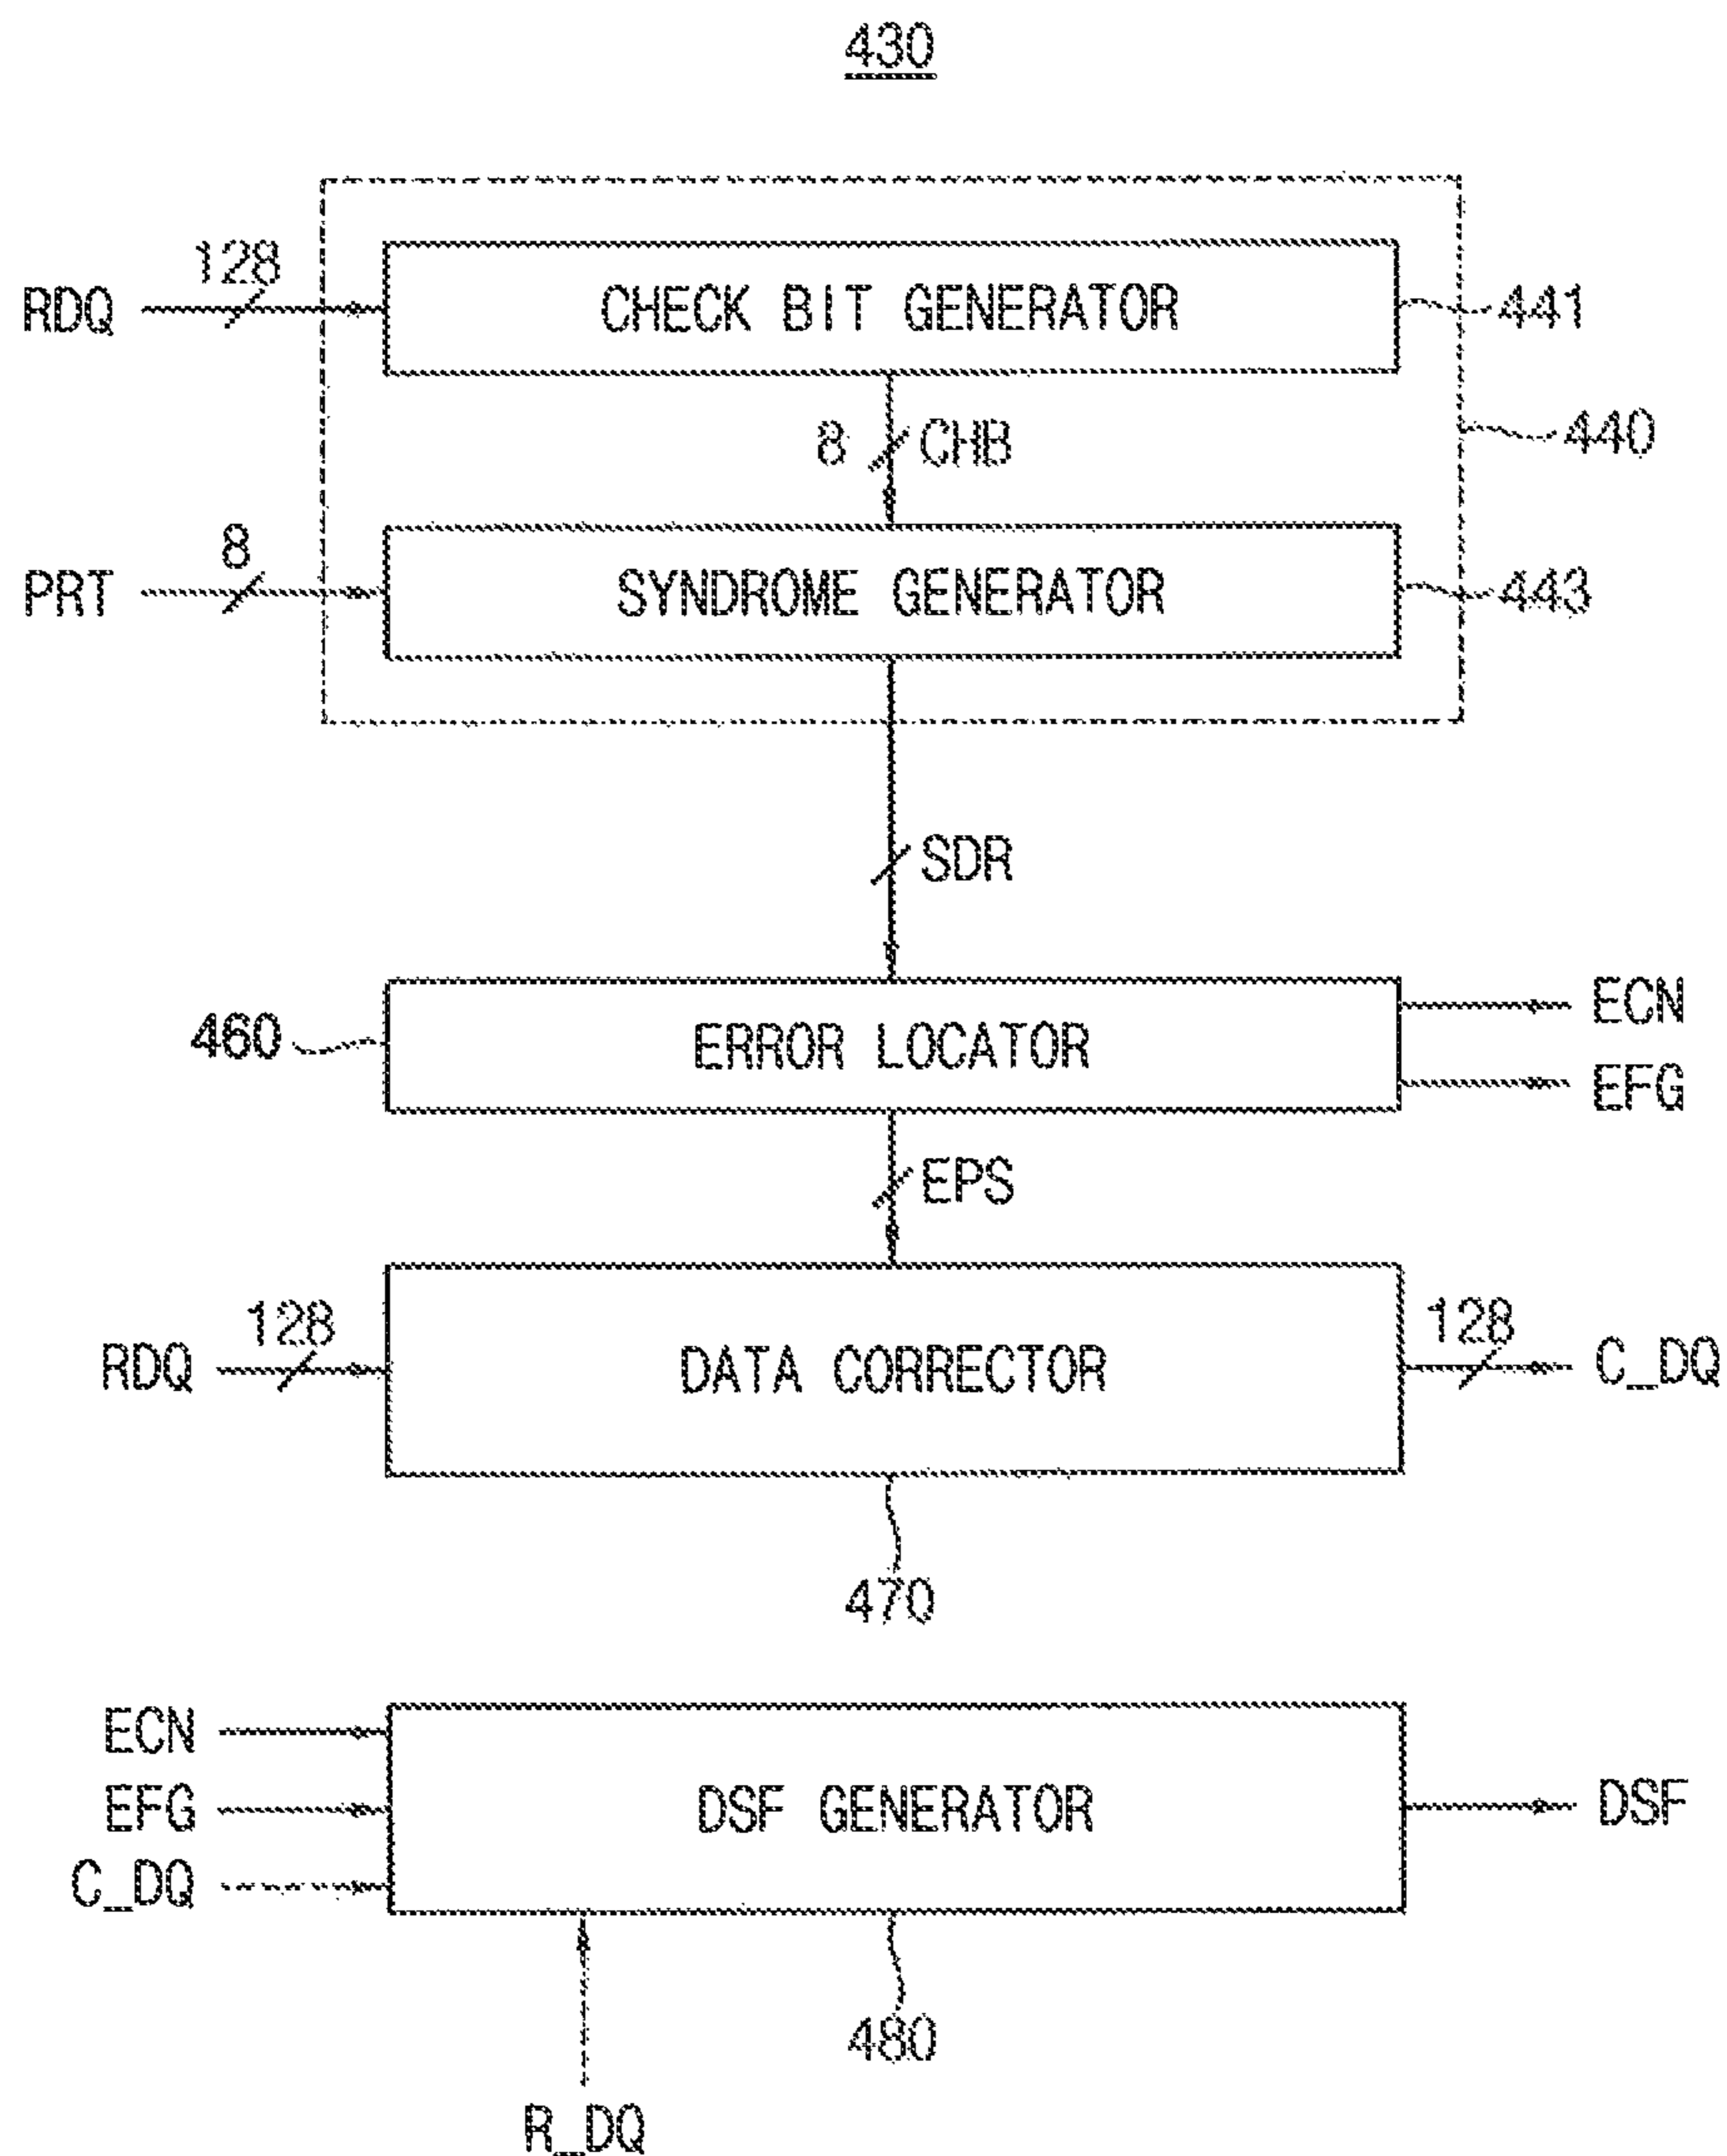 430
128
RDQ
CHECK BIT GENERATOR
441
8
CHB
440
8
PRT
SYNDROME GENERATOR
443
SDR
460
ERROR LOCATOR
ECN
EFG
EPS
128
RDQ
DATA CORRECTOR
128
C_DQ
470
ECN
EFG
C_DQ
DSF GENERATOR
DSF
480
R_DQ